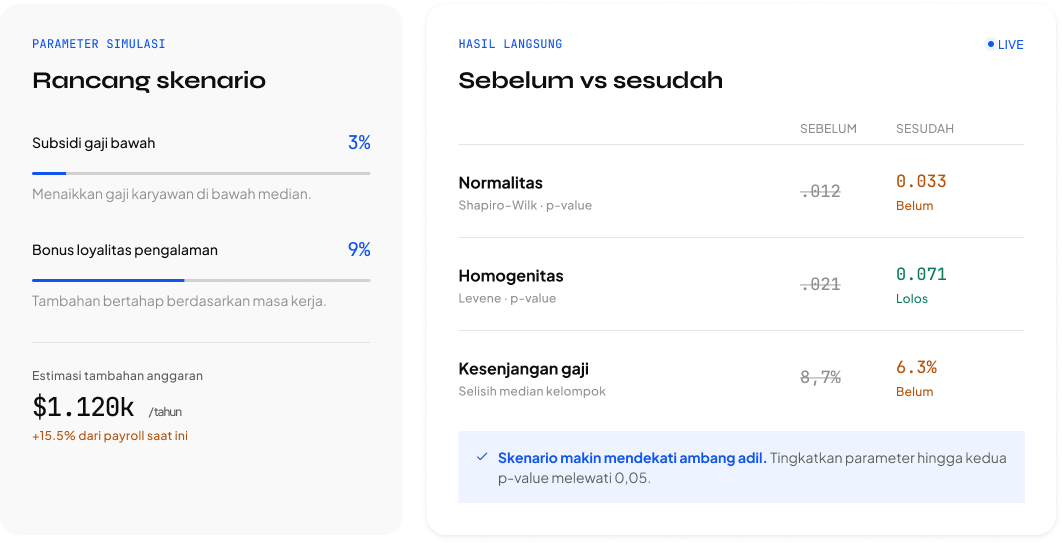 PARAMETER SIMULASI
Rancang skenario
Subsidi gaji bawah 3%
Menaikkan gaji karyawan di bawah median.
Bonus loyalitas pengalaman 9%
Tambahan bertahap berdasarkan masa kerja.
Estimasi tambahan anggaran
$1.120k /tahun
+15.5% dari payroll saat ini
HASIL LANGSUNG LIVE
Sebelum vs sesudah
SEBELUM SESUDAH
Normalitas .012 0.033
Shapiro-Wilk · p-value Belum
Homogenitas .021 0.071
Levene · p-value Lolos
Kesenjangan gaji 8,7% 6.3%
Selisih median kelompok Belum
Skenario makin mendekati ambang adil. Tingkatkan parameter hingga kedua
p-value melewati 0,05.